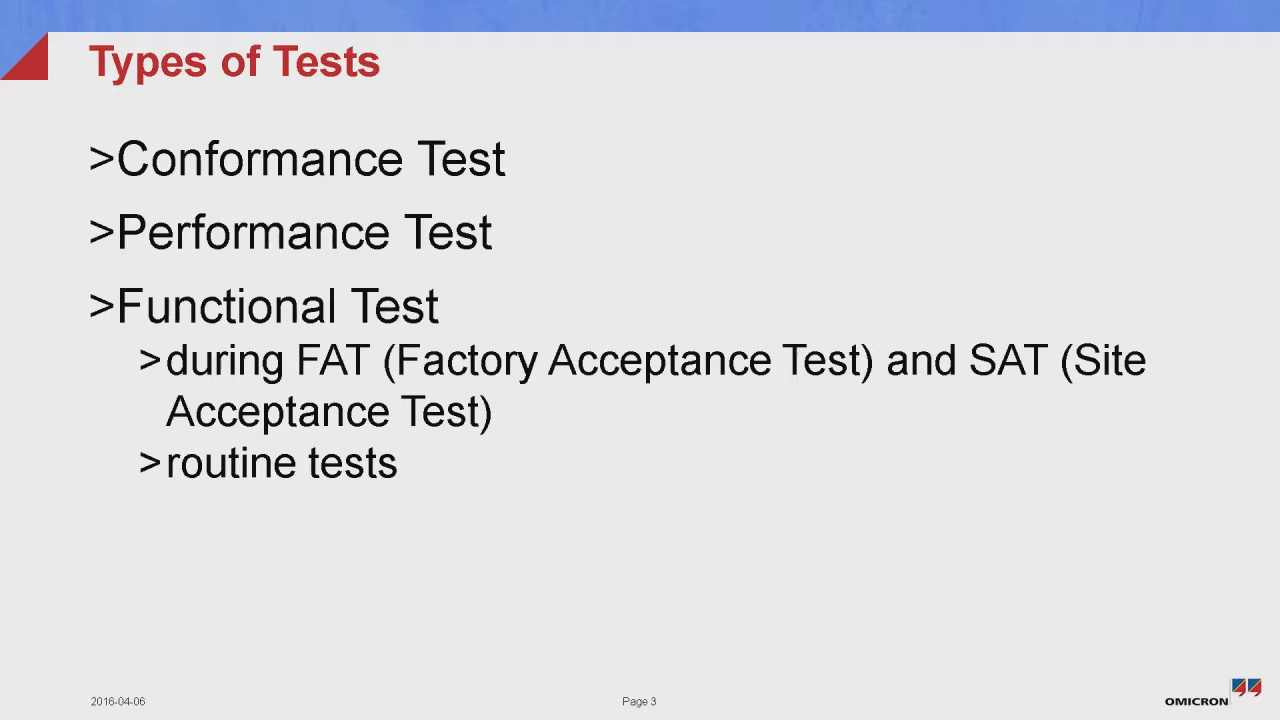 Types of Tests
>Conformance Test
>Performance Test
>Functional Test
>during FAT (Factory Acceptance Test) and SAT (Site
Acceptance Test)
>routine tests
2016-04-06
Page 3
OMICRON